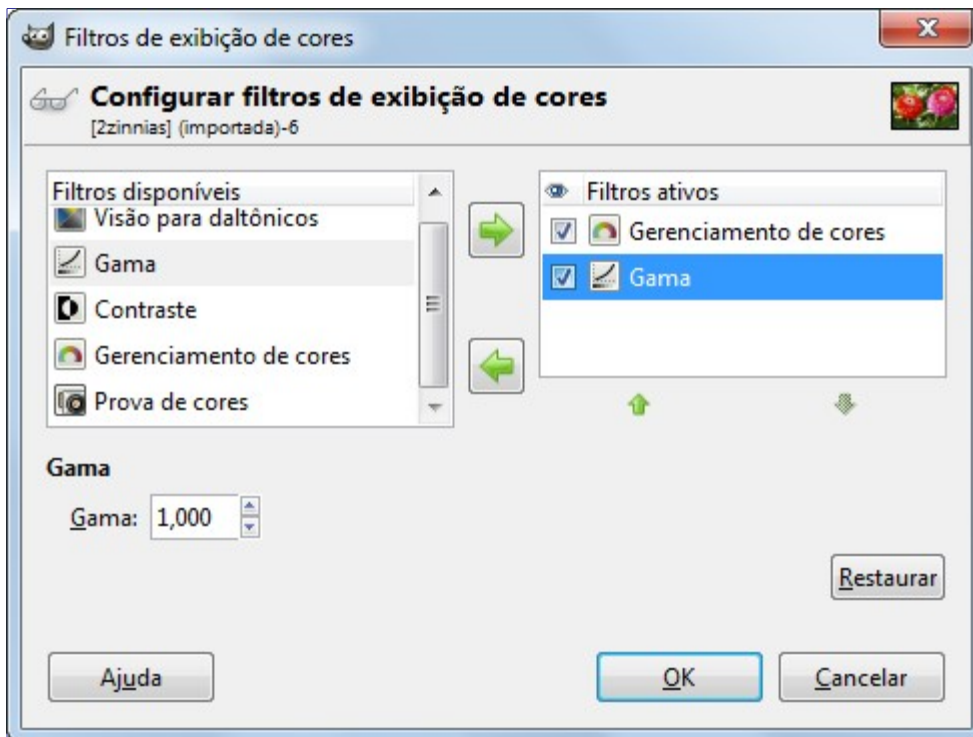 Filtros de exibição de cores
X
Configurar filtros de exibição de cores
[2zinnias] (importada)-6
Filtros disponíveis
Visão para daltônicos
Gama
Contraste
Gerenciamento de cores
Prova de cores
Filtros ativos
Gerenciamento de cores
Gama
Gama
Gama: 1,000
Restaurar
Ajuda
OK
Cancelar